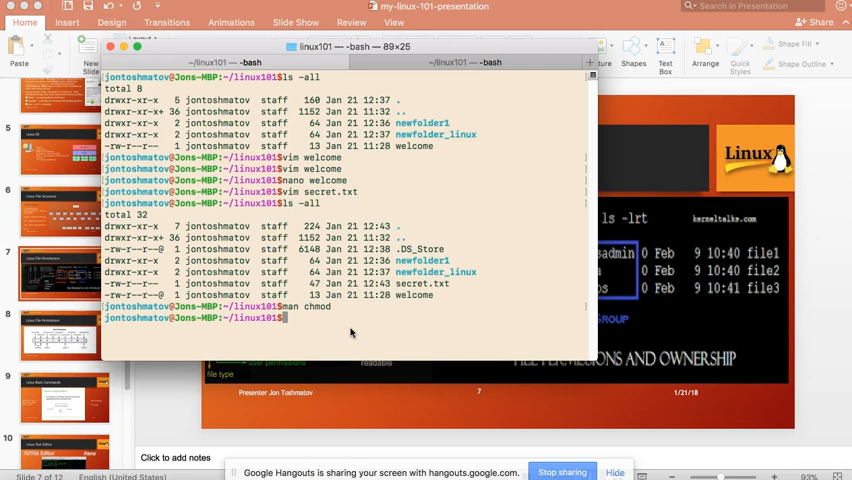 my-linux-101-presentation
Search in Presentation
Home Insert Design Transitions Animations Slide Show Review View
Share
Paste
New
Layout
linux101 — -bash — 89×25
~/linux101 — -bash
~/linux101 — -bash
Shapes
Text
Box
Arrange
Quick
Styles
Shape Fill
Shape Outline
jontoshmatov@Jons-MBP:~/linux101$ls -all
total 8
drwxr-xr-x 5 jontoshmatov staff 160 Jan 21 12:37 .
drwxr-xr-x+ 36 jontoshmatov staff 1152 Jan 21 11:32 ..
drwxr-xr-x 2 jontoshmatov staff 64 Jan 21 12:36 newfolder1
drwxr-xr-x 2 jontoshmatov staff 64 Jan 21 12:37 newfolder_linux
-rw-r--r--@ 1 jontoshmatov staff 13 Jan 21 11:28 welcome
jontoshmatov@Jons-MBP:~/linux101$vim welcome
jontoshmatov@Jons-MBP:~/linux101$vim welcome
jontoshmatov@Jons-MBP:~/linux101$nano welcome
jontoshmatov@Jons-MBP:~/linux101$vim secret.txt
jontoshmatov@Jons-MBP:~/linux101$ls -all
total 32
drwxr-xr-x 7 jontoshmatov staff 224 Jan 21 12:43 .
drwxr-xr-x+ 36 jontoshmatov staff 1152 Jan 21 11:32 ..
-rw-r--r--@ 1 jontoshmatov staff 6148 Jan 21 12:38 .DS_Store
drwxr-xr-x 2 jontoshmatov staff 64 Jan 21 12:36 newfolder1
drwxr-xr-x 2 jontoshmatov staff 64 Jan 21 12:37 newfolder_linux
-rw-r--r-- 1 jontoshmatov staff 47 Jan 21 12:43 secret.txt
-rw-r--r--@ 1 jontoshmatov staff 13 Jan 21 11:28 welcome
jontoshmatov@Jons-MBP:~/linux101$man chmod
jontoshmatov@Jons-MBP:~/linux101$
5
6
7
8
9
10
Linux
ls -lrt
kerneltalks.com
sadmin 0 Feb 9 10:40 file1
a 0 Feb 9 10:40 file2
os 0 Feb 9 10:41 file3
GROUP
FILE PERMISSIONS AND OWNERSHIP
user permissions
readable
file type
Presenter Jon Toshmatov
7
1/21/18
Click to add notes
Google Hangouts is sharing your screen with hangouts.google.com.
Stop sharing
Hide
Slide 7 of 12
English (United States)
93%